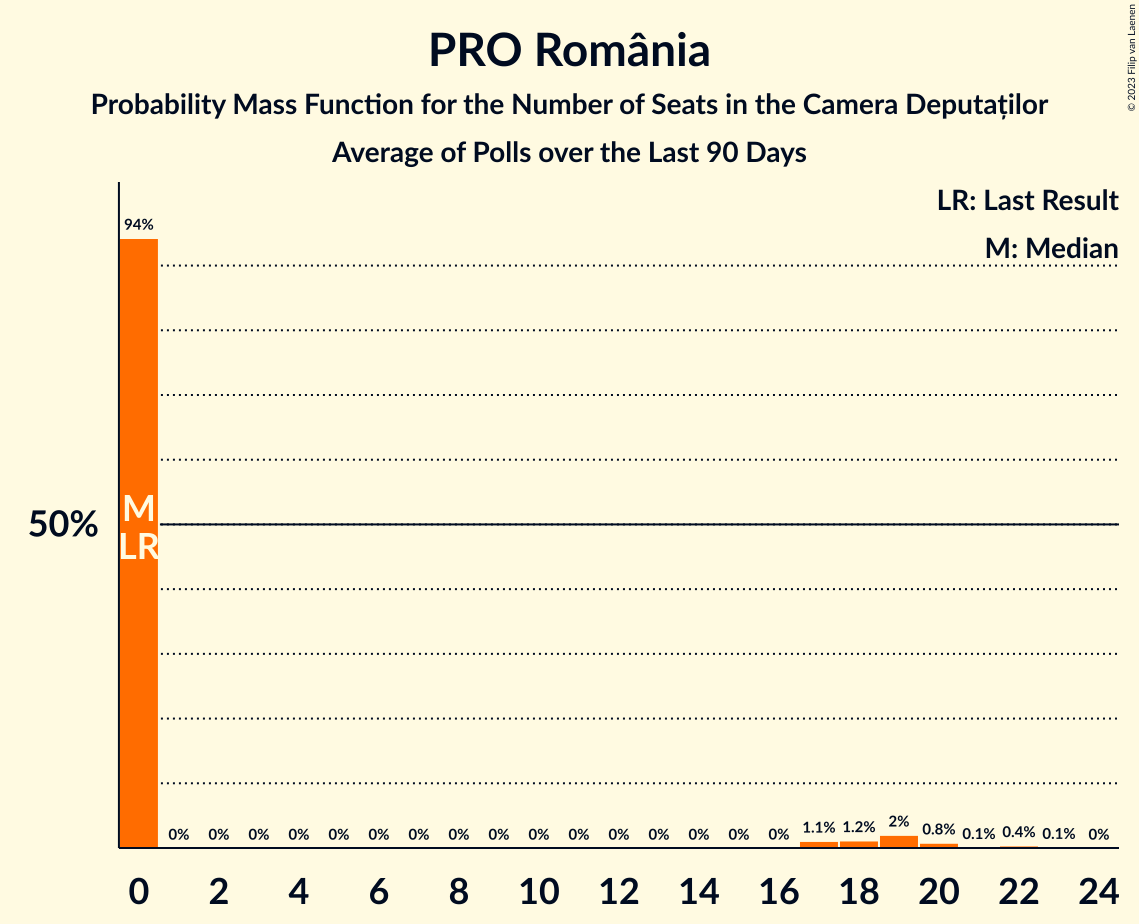 PRO România
Probability Mass Function for the Number of Seats in the Camera Deputaților
Average of Polls over the Last 90 Days
© 2023 Filip van Laenen
LR: Last Result
M: Median
94%
M
LR
50%
0% 0% 0% 0% 0% 0% 0% 0% 0% 0% 0% 0% 0% 0% 0% 0% 1.1% 1.2% 2% 0.8% 0.1% 0.4% 0.1% 0%
0 2 4 6 8 10 12 14 16 18 20 22 24